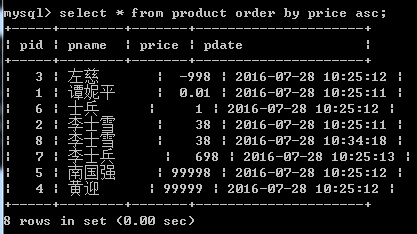 mysql> select * from product order by price asc;
+-----+--------+-------+---------------------+
| pid | pname | price | pdate |
+-----+--------+-------+---------------------+
| 3 | 左慈 | -998 | 2016-07-28 10:25:12 |
| 1 | 谭妮平 | 0.01 | 2016-07-28 10:25:11 |
| 6 | 士兵 | 1 | 2016-07-28 10:25:12 |
| 2 | 李士雪 | 38 | 2016-07-28 10:25:11 |
| 8 | 李士雪 | 38 | 2016-07-28 10:34:18 |
| 7 | 李士兵 | 698 | 2016-07-28 10:25:13 |
| 5 | 南国强 | 99998 | 2016-07-28 10:25:12 |
| 4 | 黄迎 | 99999 | 2016-07-28 10:25:12 |
+-----+--------+-------+---------------------+
8 rows in set (0.00 sec)